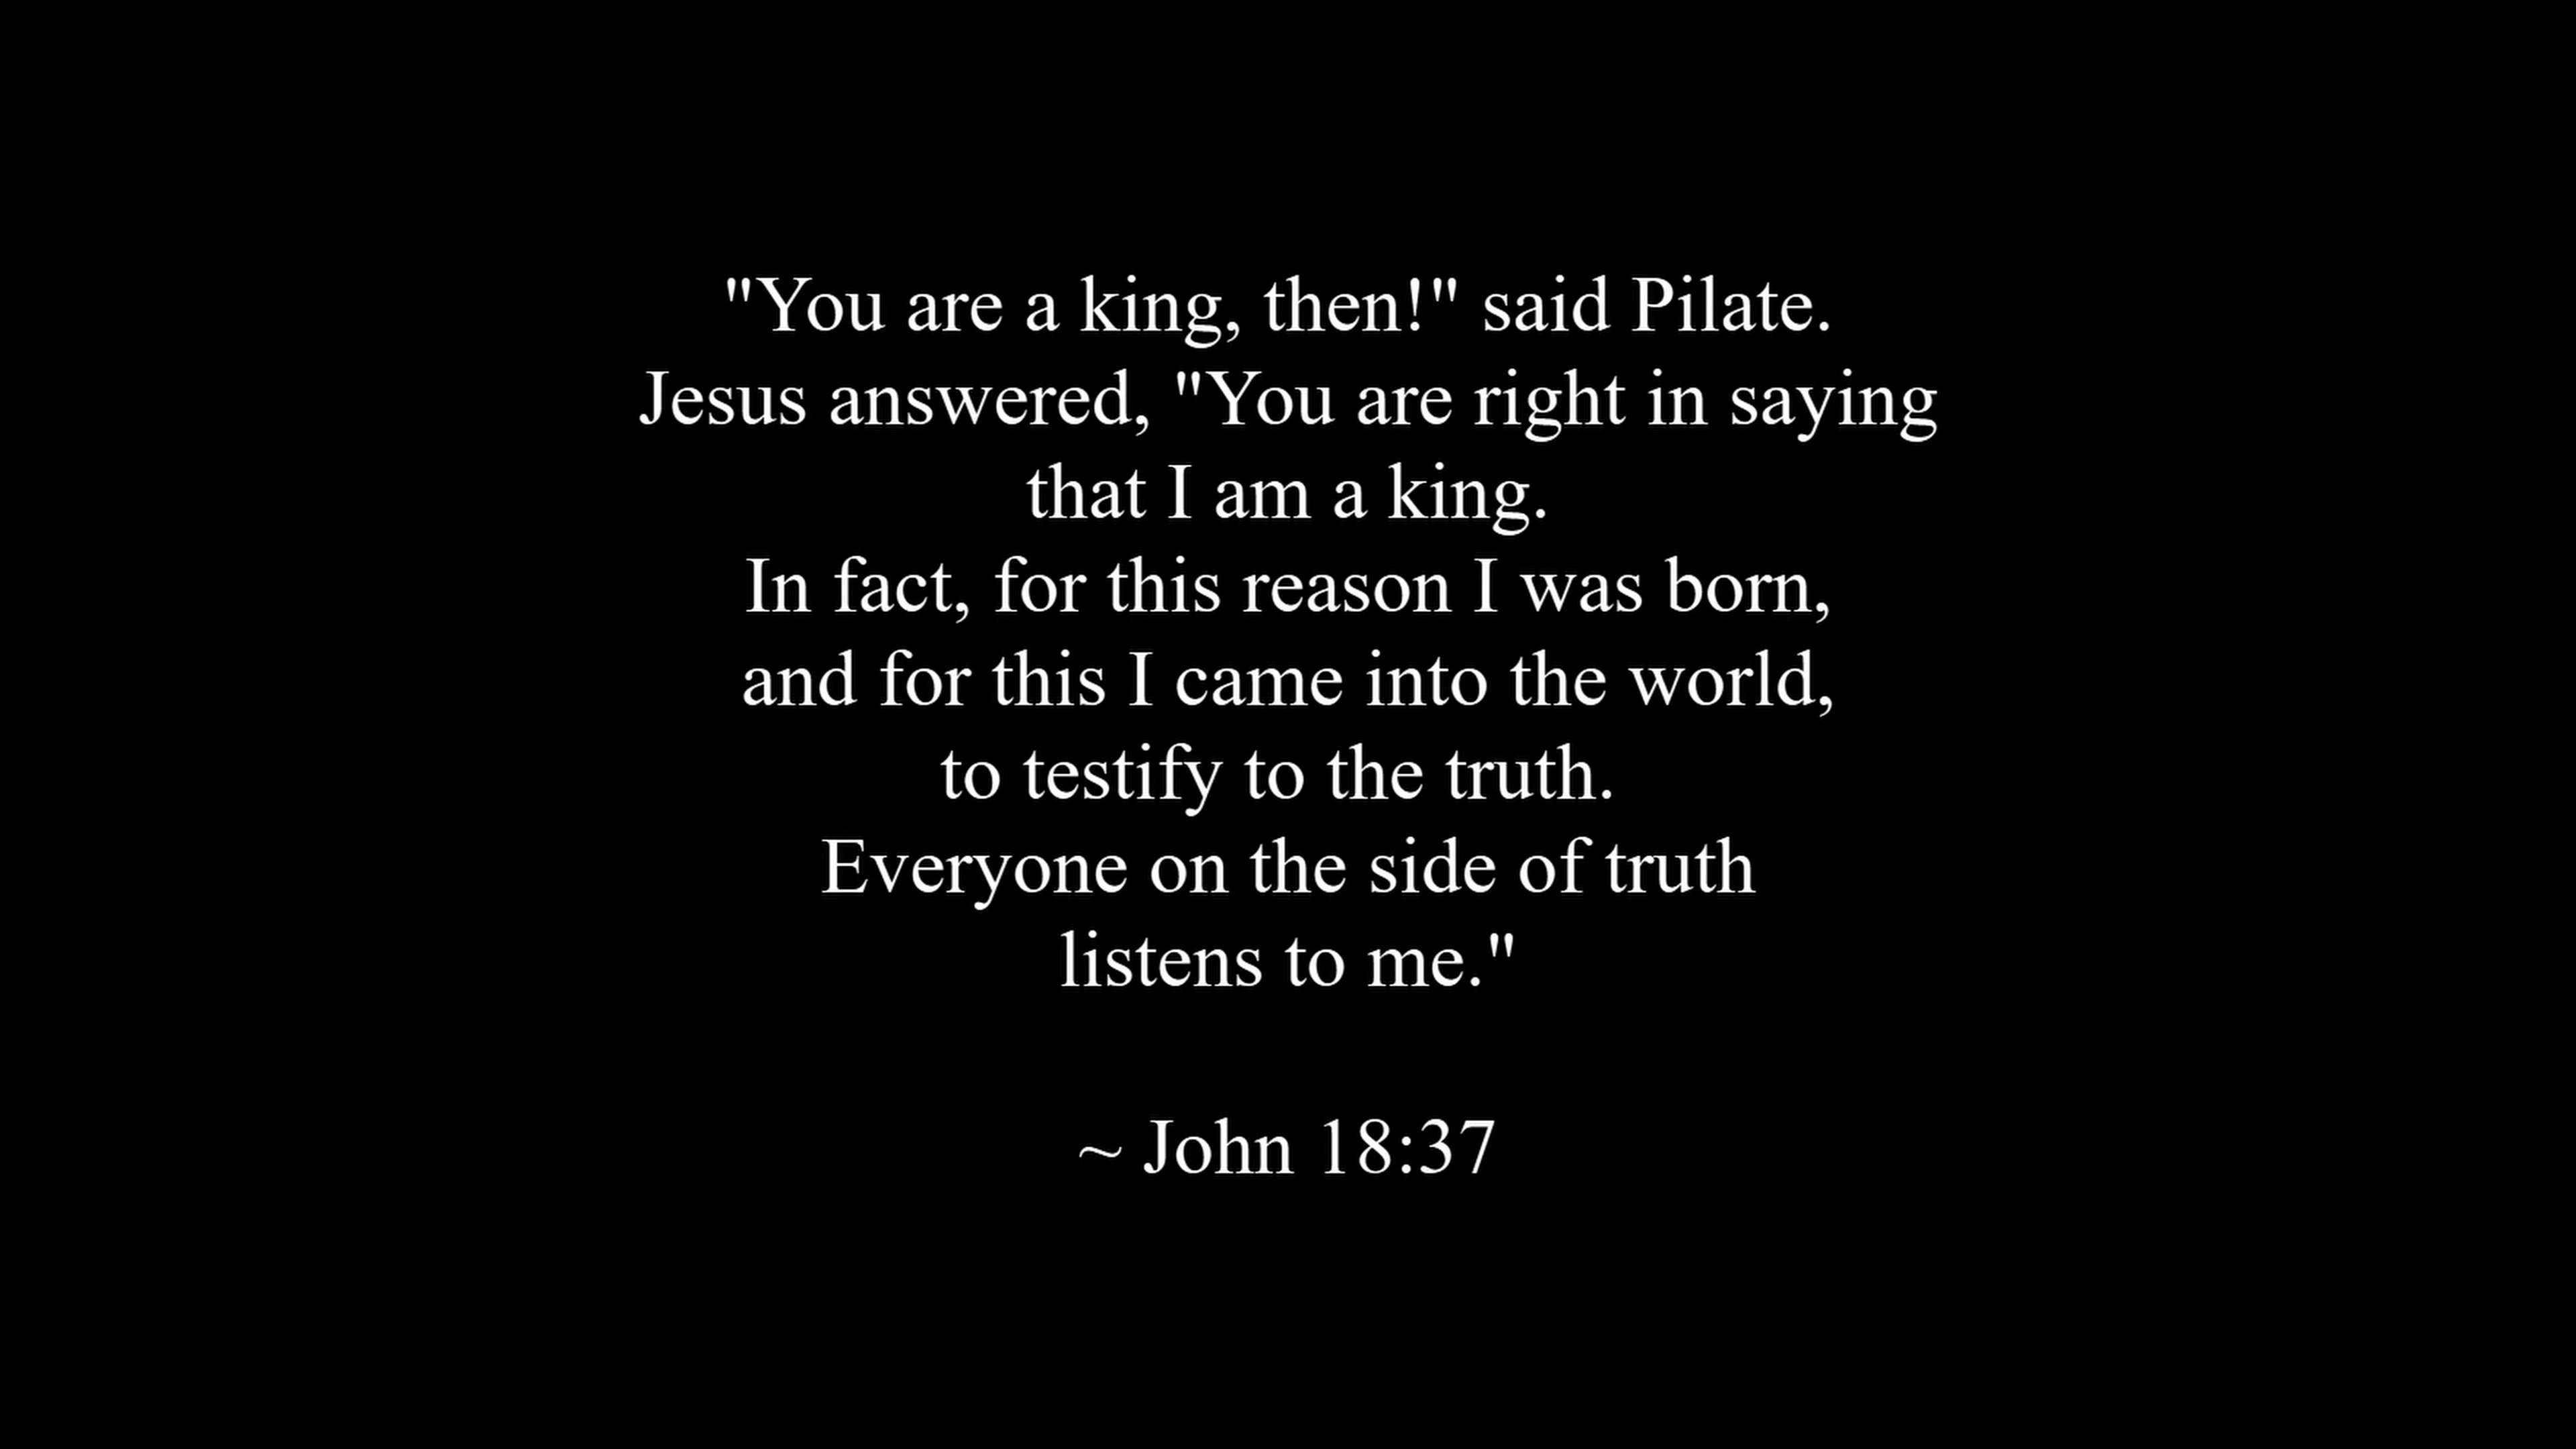 "You are a king, then!" said Pilate.
Jesus answered, "You are right in saying
that I am a king.
In fact, for this reason I was born,
and for this I came into the world,
to testify to the truth.
Everyone on the side of truth
listens to me."
~ John 18:37